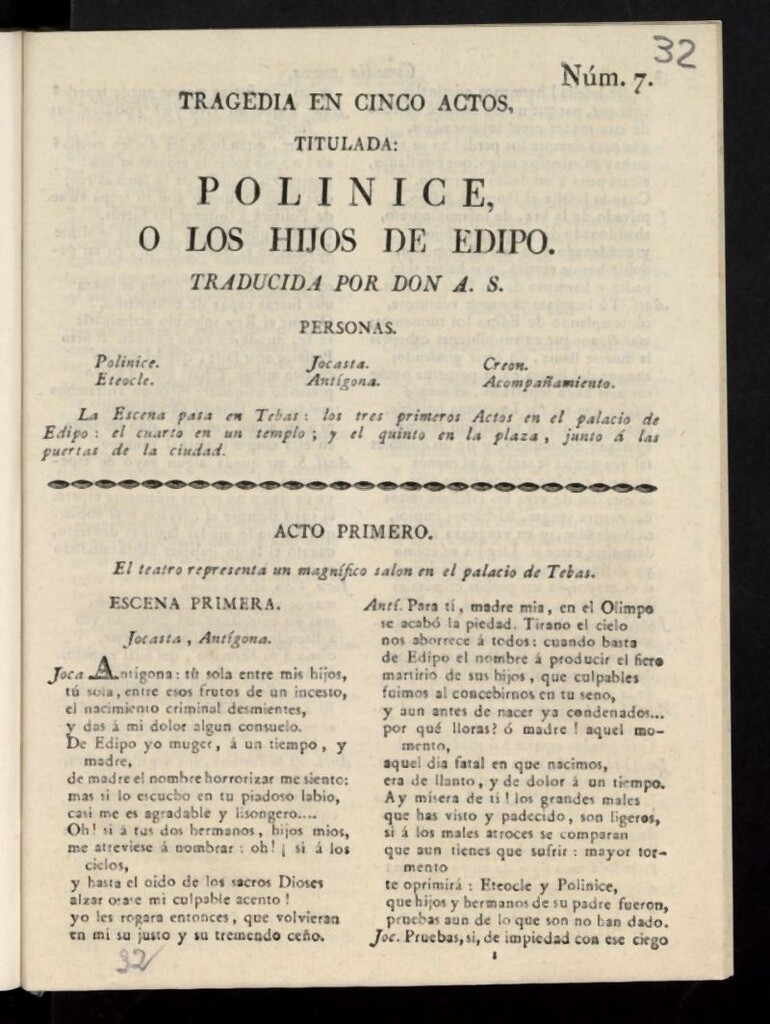 32
Núm. 7.
TRAGEDIA EN CINCO ACTOS,
TITULADA:
POLINICE,
O LOS HIJOS DE EDIPO.
TRADUCIDA POR DON A. S.
PERSONAS.
Polinice. Jocasta. Creon.
Eteocle. Antígona. Acompañamiento.
La Escena pasa en Tebas: los tres primeros Actos en el palacio de
Edipo: el cuarto en un templo; y el quinto en la plaza, junto á las
puertas de la ciudad.
ACTO PRIMERO.
El teatro representa un magnífico salon en el palacio de Tebas.
ESCENA PRIMERA.
Jocasta, Antígona.
Joca Antígona: tú sola entre mis hijos,
tú sola, entre esos frutos de un incesto,
el nacimiento criminal desmientes,
y das á mi dolor algun consuelo.
De Edipo yo muger, á un tiempo, y
madre,
de madre el nombre horrorizar me siento:
mas si lo escucho en tu piadoso labio,
casi me es agradable y lisongero....
Oh! si á tus dos hermanos, hijos mios,
me atreviese á nombrar: oh! ¡ si á los
cielos,
y hasta el oido de los sacros Dioses
alzar osase mi culpable acento!
yo les rogara entonces, que volvieran
en mi su justo y su tremendo ceño.
Antí. Para tí, madre mia, en el Olimpo
se acabó la piedad. Tirano el cielo
nos aborrece á todos: cuando basta
de Edipo el nombre á producir el fiero
martirio de sus hijos, que culpables
fuimos al concebirnos en tu seno,
y aun antes de nacer ya condenados...
por qué lloras? ó madre! aquel mo-
mento,
aquel dia fatal en que nacimos,
era de llanto, y de dolor á un tiempo.
Ay mísera de tí! los grandes males
que has visto y padecido, son ligeros,
si á los males atroces se comparan
que aun tienes que sufrir: mayor tor-
mento
te oprimirá: Eteocle y Polinice,
que hijos y hermanos de su padre fueron,
pruebas aun de lo que son no han dado.
Joc. Pruebas, si, de impiedad con ese ciego
1
32